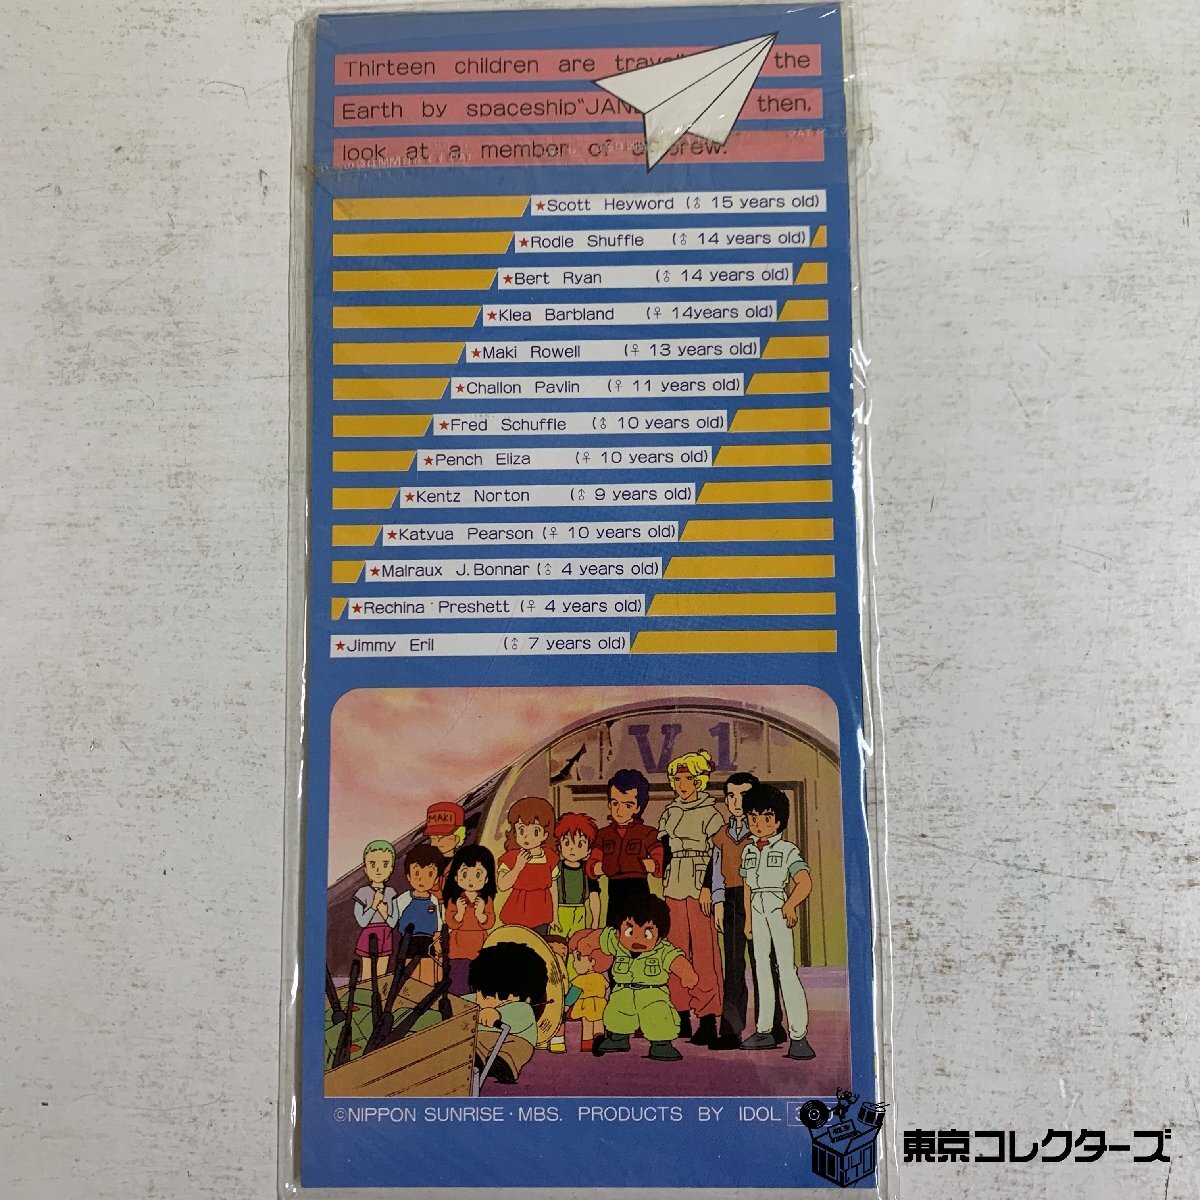 Thirteen children are the
Earth by spaceship "JAN then,
look at a member of crew.
★Scott Heyword (♂ 15 years old)
★Rodie Shuffle (♂ 14 years old)
★Bert Ryan (♂ 14 years old)
★Klea Barbland (♀ 14years old)
★Maki Rowell (♀ 13 years old)
★Challon Pavlin (♀ 11 years old)
★Fred Schuffle (♂ 10 years old)
★Pench Eliza (♀ 10 years old)
★Kentz Norton (♂ 9 years old)
★Katyua Pearson (♀ 10 years old)
★Malraux J. Bonnar (♂ 4 years old)
★Rechina Preshett (♀ 4 years old)
★Jimmy Eril (♂ 7 years old)
V 1
MAKI
©NIPPON SUNRISE・MBS. PRODUCTS BY IDOL
TOKYO
東京コレクターズ